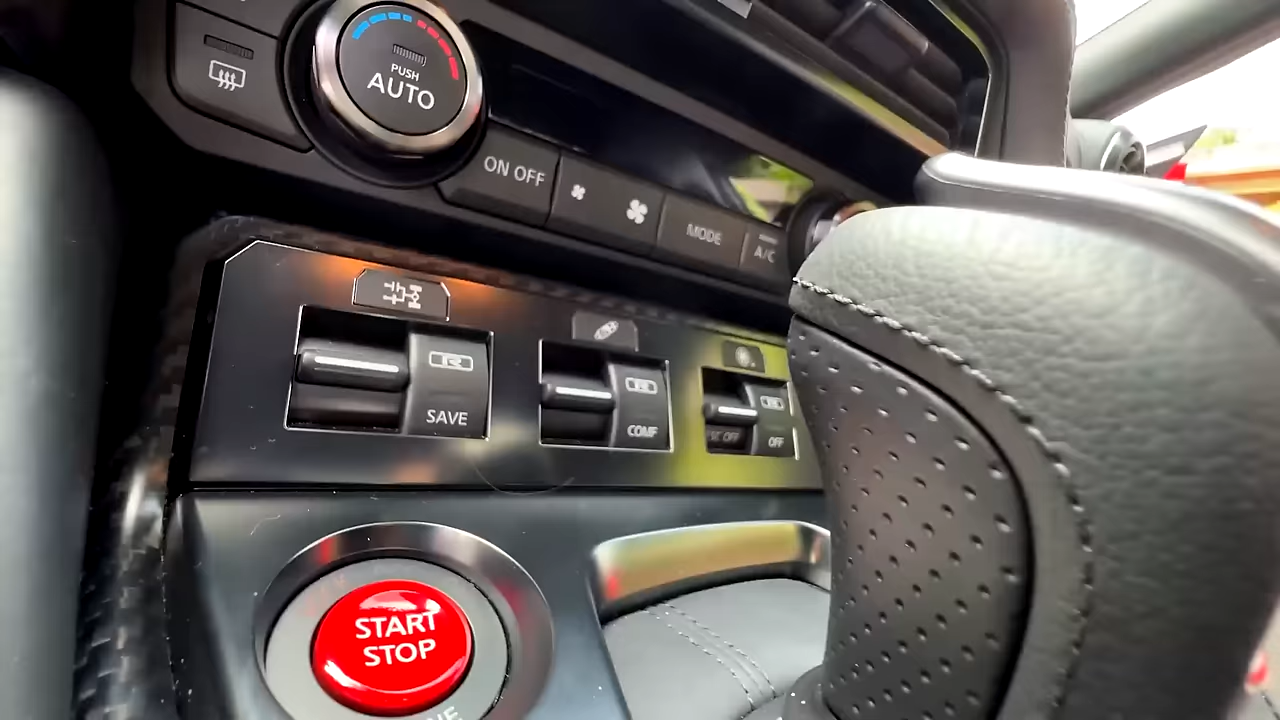 PUSH
AUTO
ON OFF
MODE
A/C
R
SAVE
R
COMF
R
OFF
START
STOP